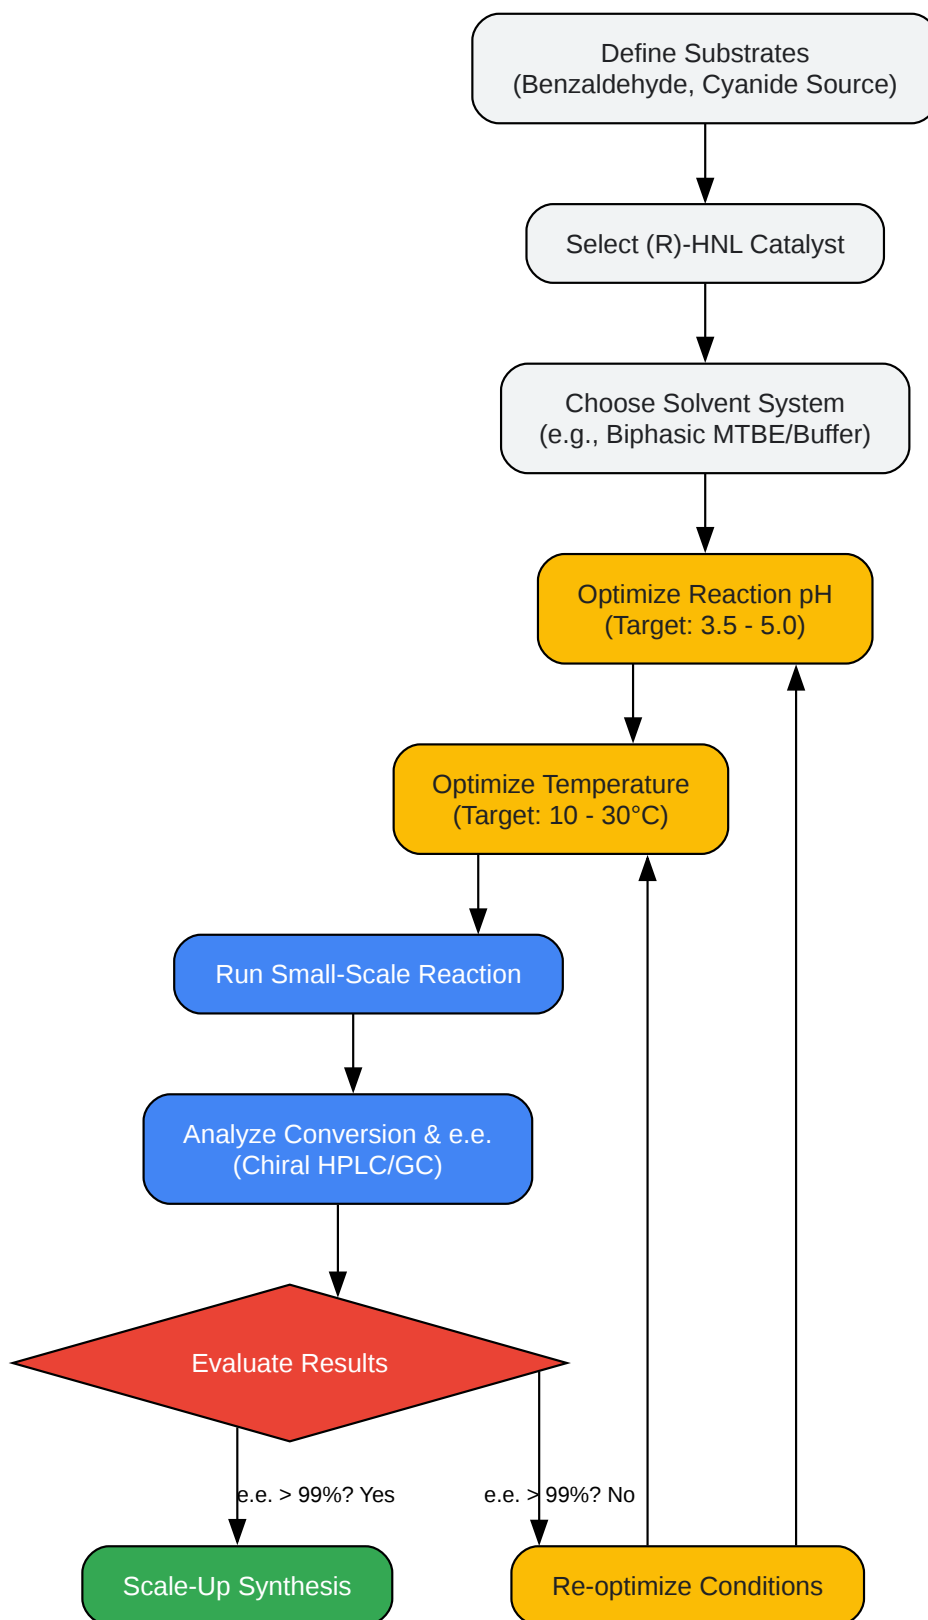 Define Substrates
(Benzaldehyde, Cyanide Source)
Select (R)-HNL Catalyst
Choose Solvent System
(e.g., Biphasic MTBE/Buffer)
Optimize Reaction pH
(Target: 3.5 - 5.0)
Optimize Temperature
(Target: 10 - 30°C)
Run Small-Scale Reaction
Analyze Conversion & e.e.
(Chiral HPLC/GC)
Evaluate Results
e.e. > 99%? Yes
e.e. > 99%? No
Scale-Up Synthesis
Re-optimize Conditions